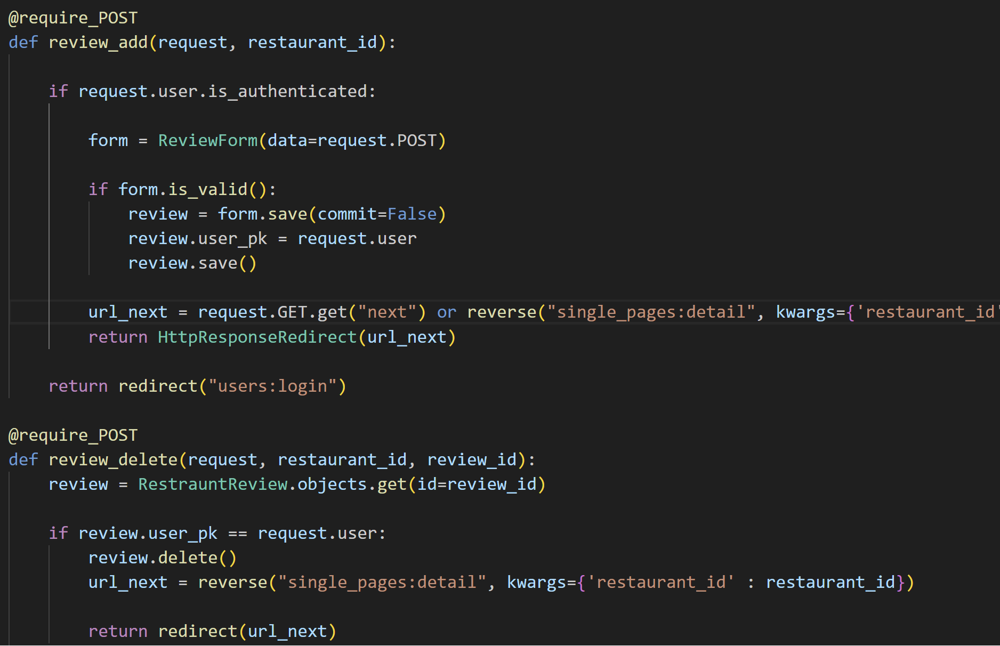 @require_POST
def review_add(request, restaurant_id):
if request.user.is_authenticated:
form = ReviewForm(data=request.POST)
if form.is_valid():
review = form.save(commit=False)
review.user_pk = request.user
review.save()
url_next = request.GET.get("next") or reverse("single_pages:detail", kwargs={'restaurant_id'
return HttpResponseRedirect(url_next)
return redirect("users:login")
@require_POST
def review_delete(request, restaurant_id, review_id):
review = RestrauntReview.objects.get(id=review_id)
if review.user_pk == request.user:
review.delete()
url_next = reverse("single_pages:detail", kwargs={'restaurant_id' : restaurant_id})
return redirect(url_next)